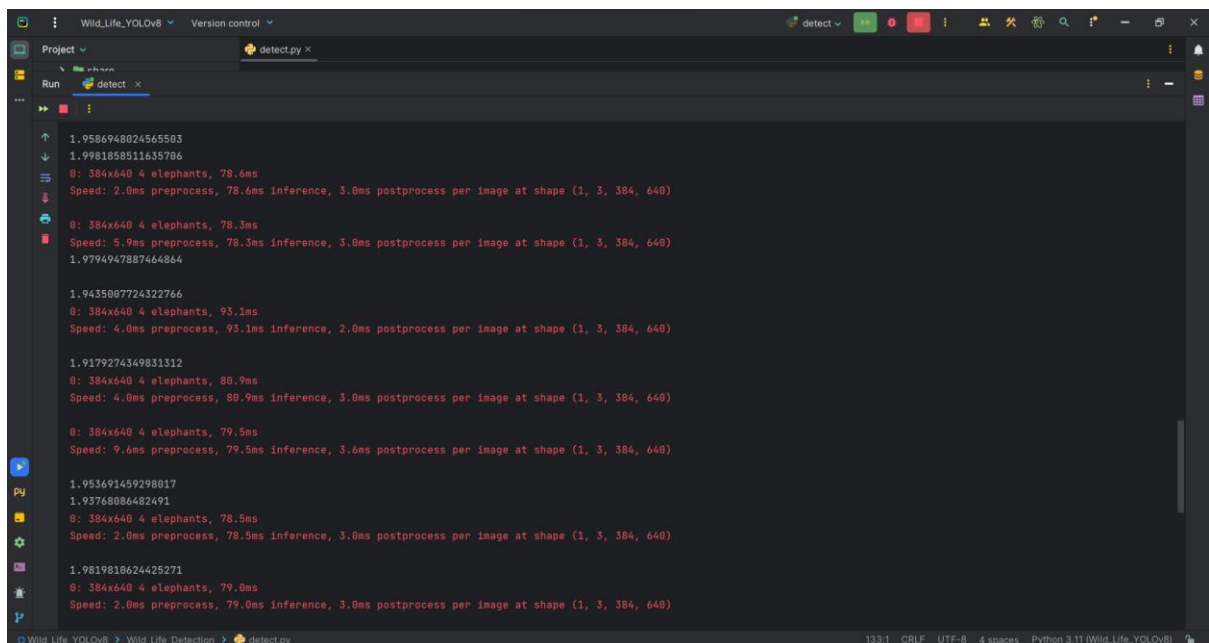 Wild_Life_YOLOv8 Version control detect
Project detect.py
share
Run detect
1.9586948024565503
1.9981858511635706
0: 384x640 4 elephants, 78.6ms
Speed: 2.0ms preprocess, 78.6ms inference, 3.0ms postprocess per image at shape (1, 3, 384, 640)
0: 384x640 4 elephants, 78.3ms
Speed: 5.9ms preprocess, 78.3ms inference, 3.0ms postprocess per image at shape (1, 3, 384, 640)
1.9794947887464864
1.9435007724322766
0: 384x640 4 elephants, 93.1ms
Speed: 4.0ms preprocess, 93.1ms inference, 2.0ms postprocess per image at shape (1, 3, 384, 640)
1.9179274349831312
0: 384x640 4 elephants, 80.9ms
Speed: 4.0ms preprocess, 80.9ms inference, 3.0ms postprocess per image at shape (1, 3, 384, 640)
0: 384x640 4 elephants, 79.5ms
Speed: 9.6ms preprocess, 79.5ms inference, 3.6ms postprocess per image at shape (1, 3, 384, 640)
1.953691459298017
1.93768086482491
0: 384x640 4 elephants, 78.5ms
Speed: 2.0ms preprocess, 78.5ms inference, 3.0ms postprocess per image at shape (1, 3, 384, 640)
1.9819810624425271
0: 384x640 4 elephants, 79.0ms
Speed: 2.0ms preprocess, 79.0ms inference, 3.0ms postprocess per image at shape (1, 3, 384, 640)
Wild_Life_YOLOv8 > Wild_Life_Detection > detect.py 133:1 CRLF UTF-8 4 spaces Python 3.11 (Wild_Life_YOLOv8)